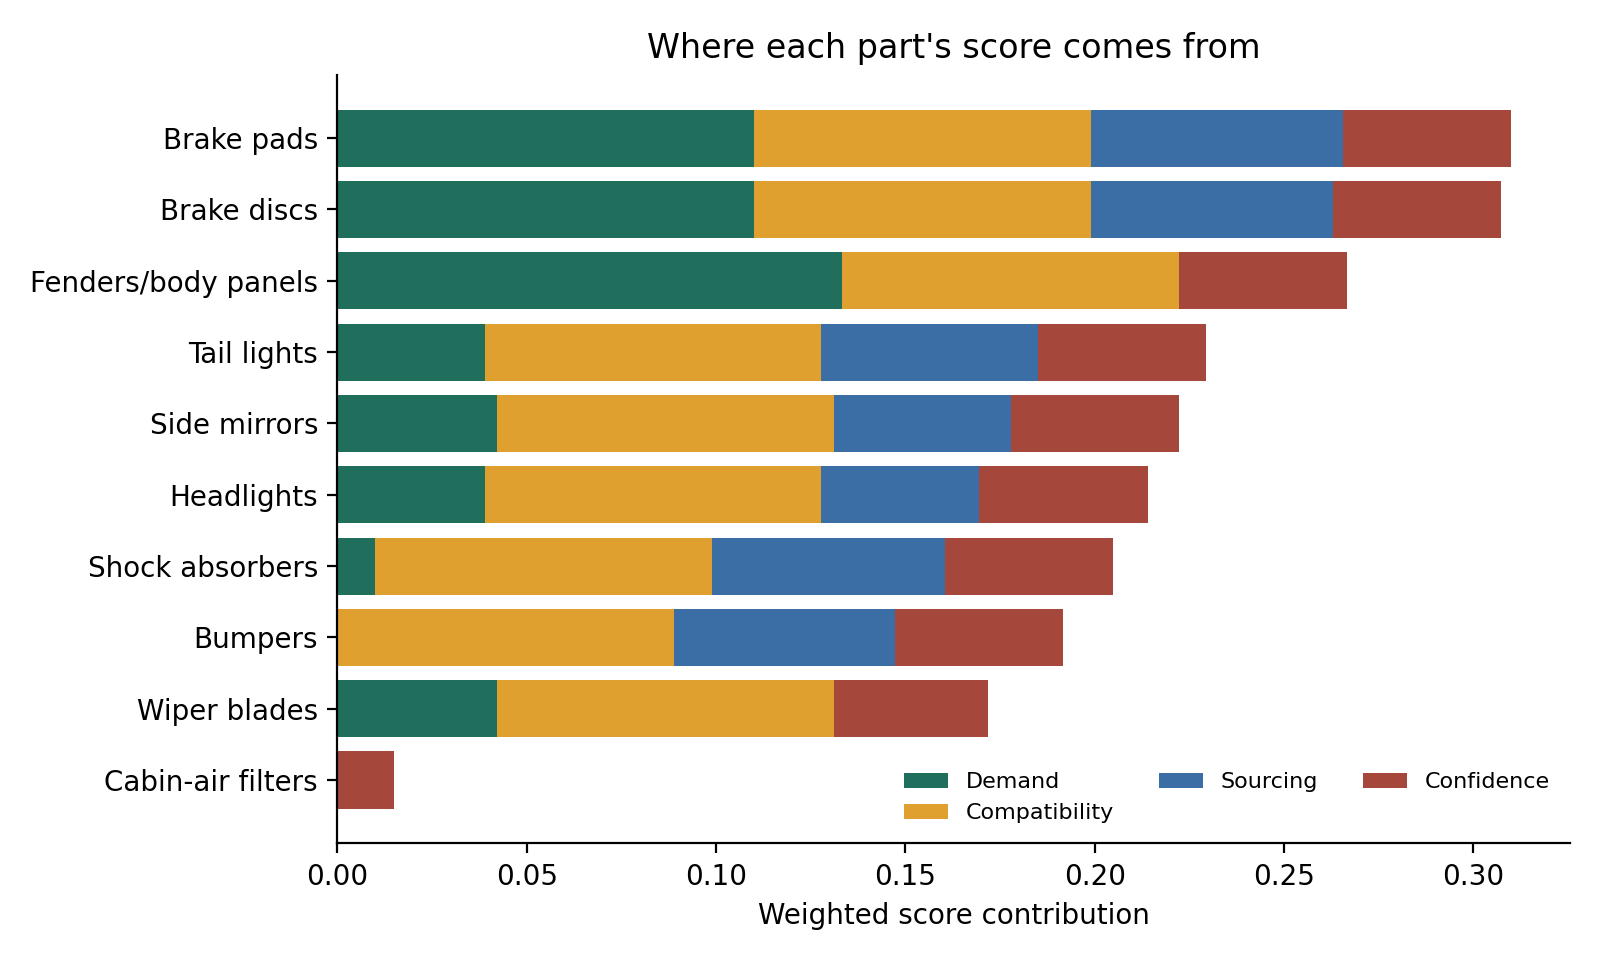 Where each part's score comes from
Brake pads
Brake discs
Fenders/body panels
Tail lights
Side mirrors
Headlights
Shock absorbers
Bumpers
Wiper blades
Cabin-air filters
Demand
Compatibility
Sourcing
Confidence
0.00 0.05 0.10 0.15 0.20 0.25 0.30
Weighted score contribution